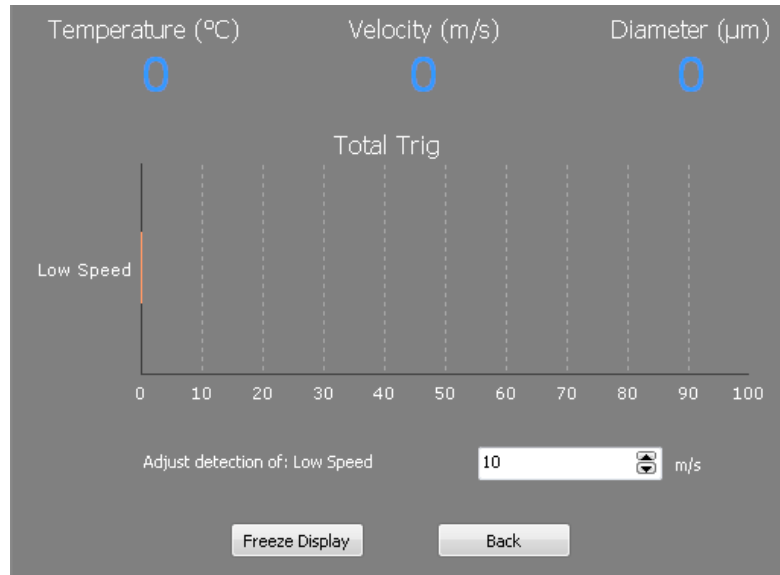 Temperature (ºC) Velocity (m/s) Diameter (µm)
0 0 0
Total Trig
Low Speed
0 10 20 30 40 50 60 70 80 90 100
Adjust detection of: Low Speed 10 m/s
Freeze Display Back